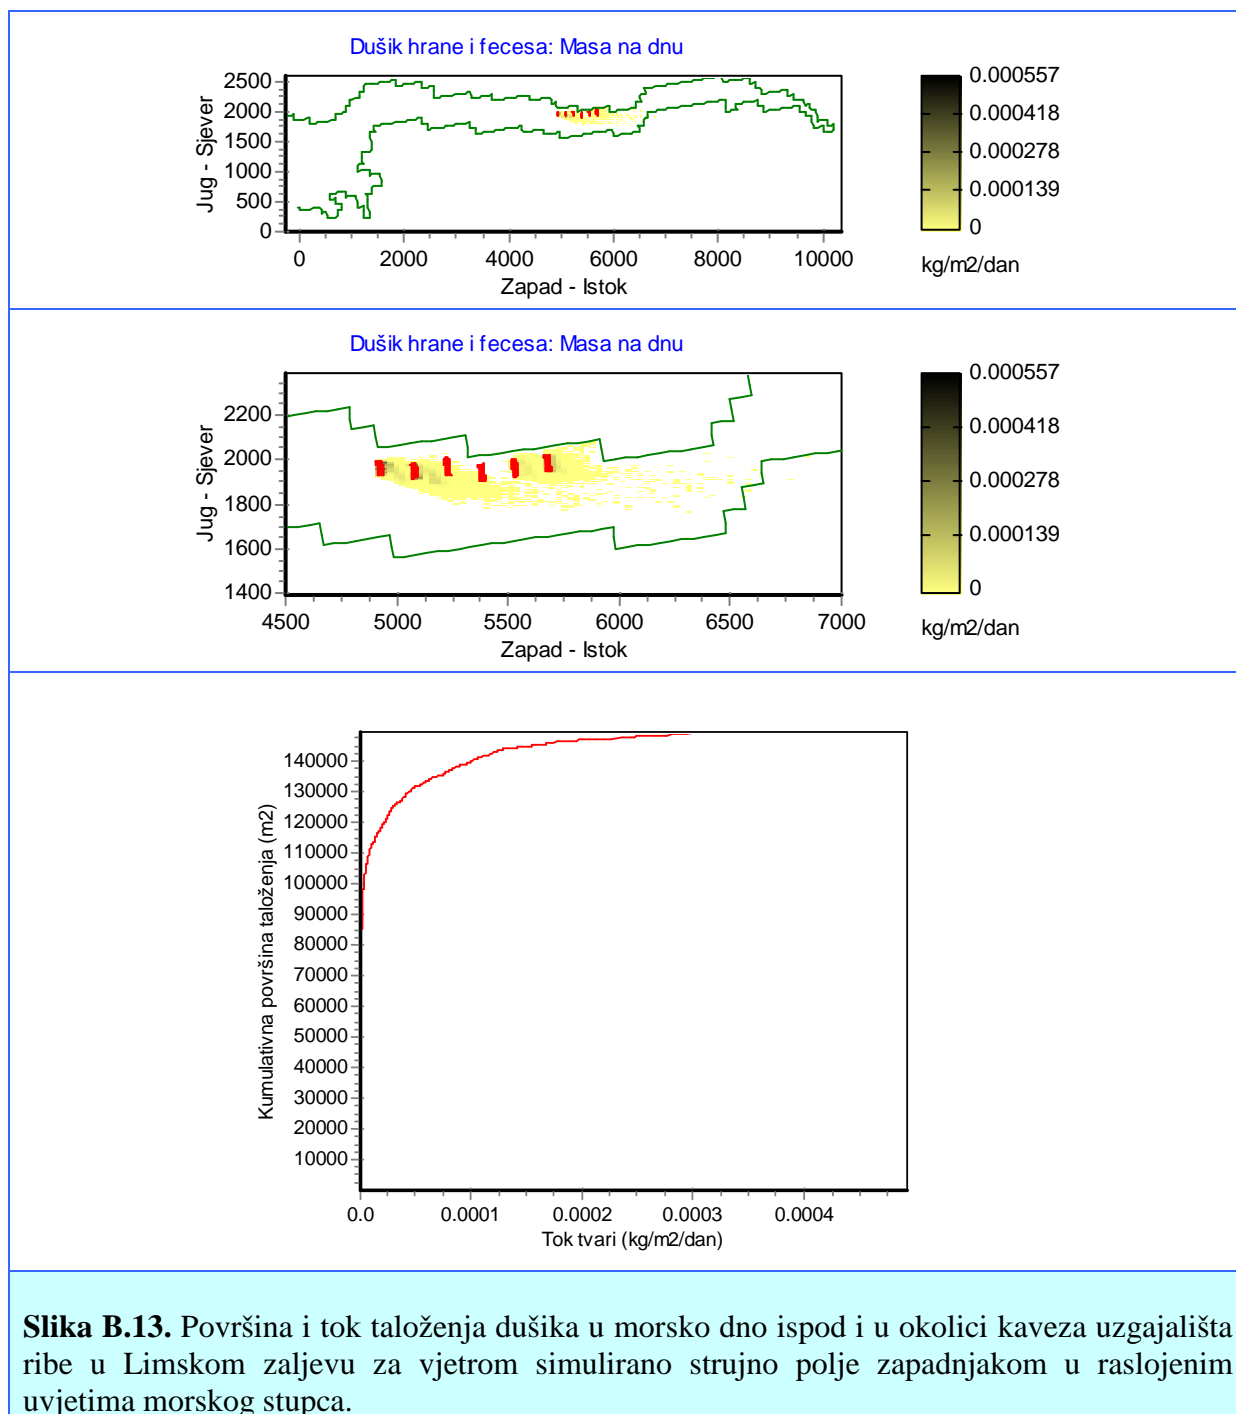 Dušik hrane i fecesa: Masa na dnu
2500
2000
1500
1000
500
0
Jug - Sjever
0 2000 4000 6000 8000 10000
Zapad - Istok
0.000557
0.000418
0.000278
0.000139
0
kg/m2/dan
Dušik hrane i fecesa: Masa na dnu
2200
2000
1800
1600
1400
Jug - Sjever
4500 5000 5500 6000 6500 7000
Zapad - Istok
0.000557
0.000418
0.000278
0.000139
0
kg/m2/dan
140000
130000
120000
110000
100000
90000
80000
70000
60000
50000
40000
30000
20000
10000
Kumulativna površina taloženja (m2)
0.0 0.0001 0.0002 0.0003 0.0004
Tok tvari (kg/m2/dan)
Slika B.13. Površina i tok taloženja dušika u morsko dno ispod i u okolici kaveza uzgajališta
ribe u Limskom zaljevu za vjetrom simulirano strujno polje zapadnjakom u raslojenim
uvjetima morskog stupca.